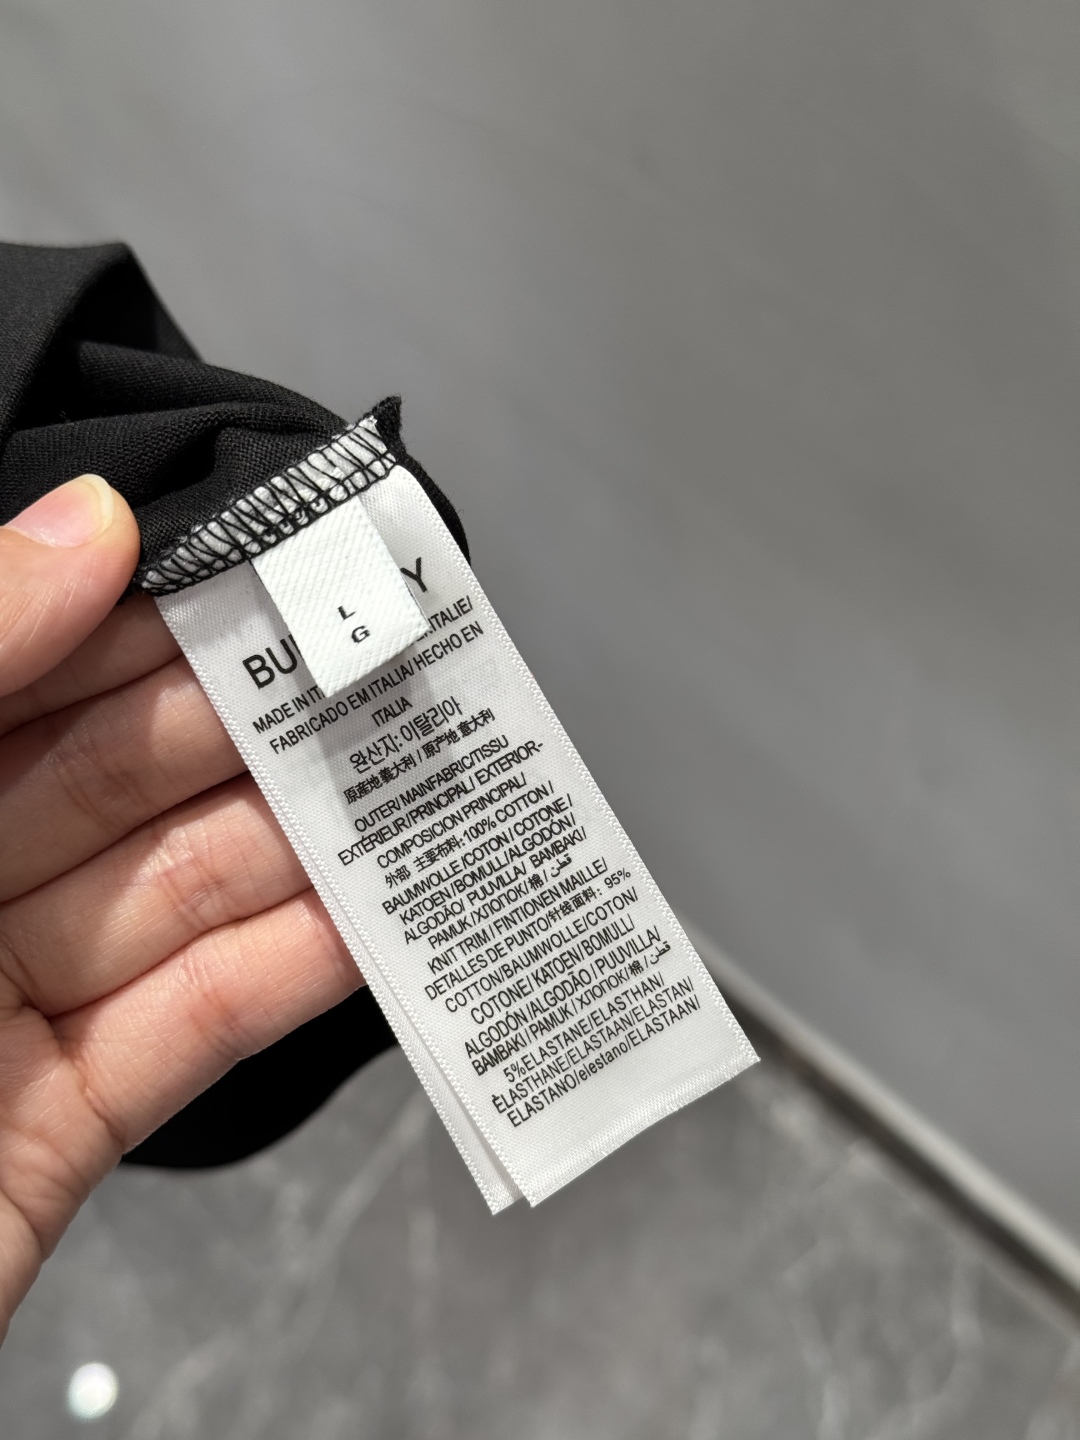 L
G
BU Y
MADE IN IT NITALIE/
FABRICADO EM ITALIA/ HECHO EN
ITALIA
완산지: 이탈리아
原産地 義大利 / 原产地 意大利
OUTER/ MAINFABRIC/TISSU
EXTÉRIEUR/PRINCIPAL/ EXTERIOR-
COMPOSICION PRINCIPAL/
外部 主要布料: 100% COTTON /
BAUMWOLLE/COTON / COTONE/
KATOEN /BOMULL/ALGODÓN/
ALGODÃO/ PUUVILLA/ BAMBAKI/
PAMUK / ХЛОПОК/ 棉 / قطن
KNIT TRIM / FINTIONEN MAILLE/
DETALLES DE PUNTO/针线面料: 95%
COTTON/BAUMWOLLE/COTON/
COTONE/ KATOEN/BOMULL/
ALGODÓN /ALGODÃO / PUUVILLA/
BAMBAKI / PAMUK / ХЛОПОК/ 棉 / قطن
5%ELASTANE/ELASTHAN/
ÉLASTHANE/ELASTAAN/ELASTAN/
ELASTANO/elestano/ELASTAAN/